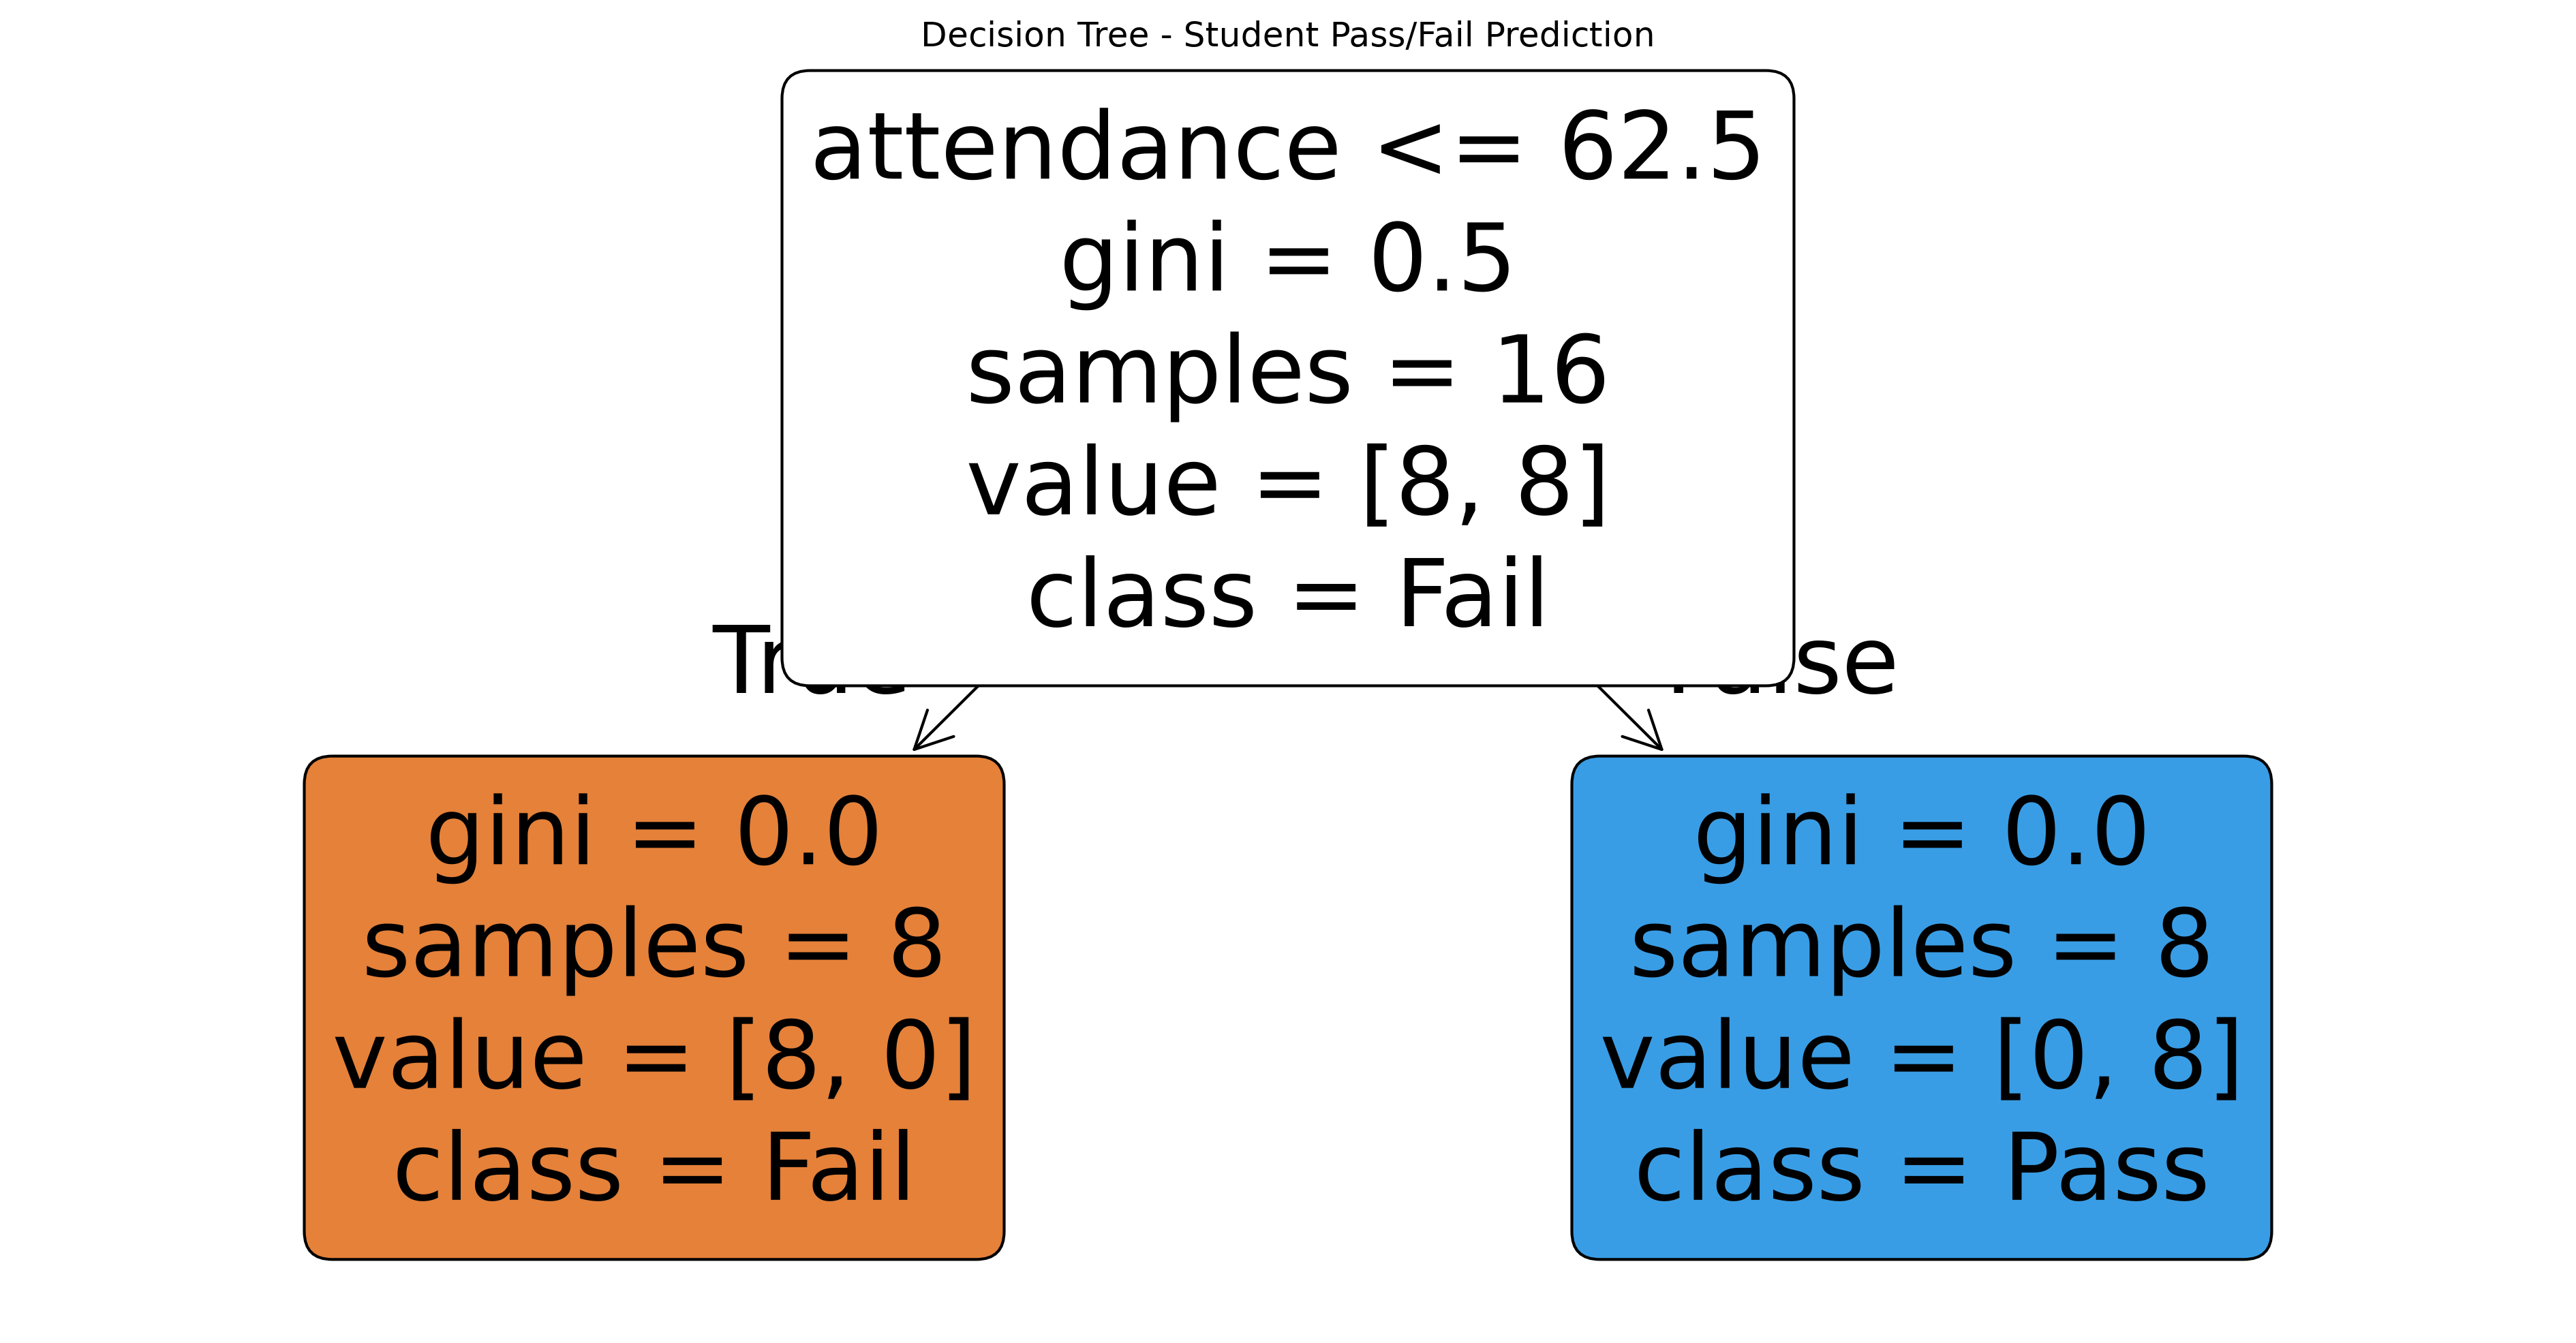 Decision Tree - Student Pass/Fail Prediction
attendance <= 62.5
gini = 0.5
samples = 16
value = [8, 8]
class = Fail
gini = 0.0
samples = 8
value = [8, 0]
class = Fail
gini = 0.0
samples = 8
value = [0, 8]
class = Pass